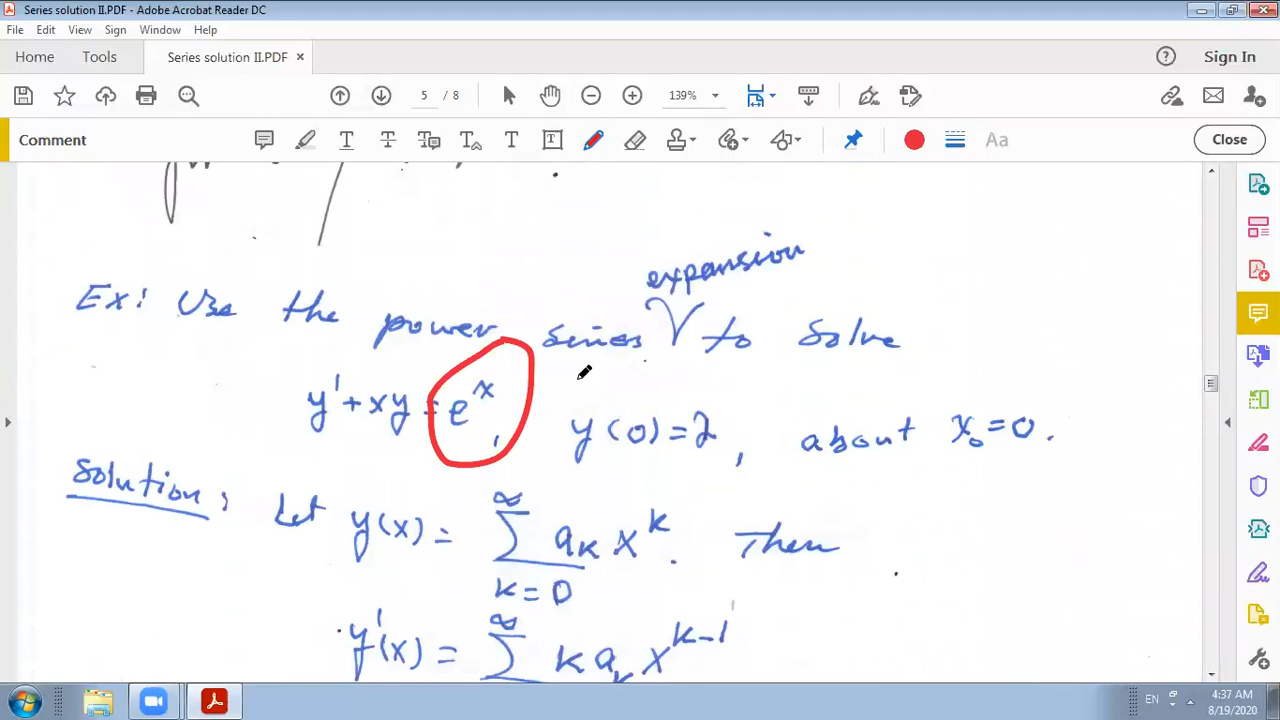 Series solution II.PDF - Adobe Acrobat Reader DC
File Edit View Sign Window Help
Home Tools Series solution II.PDF × ? Sign In
5 / 8 139%
Comment Aa Close
expansion
Ex: Use the power series to solve
y' + xy = e^x, y(0) = 2, about x₀ = 0.
Solution: Let y(x) = ∑_{k=0}^{∞} a_k x^k. Then
y'(x) = ∑^{∞} k a_k x^{k-1}
EN 4:37 AM
8/19/2020